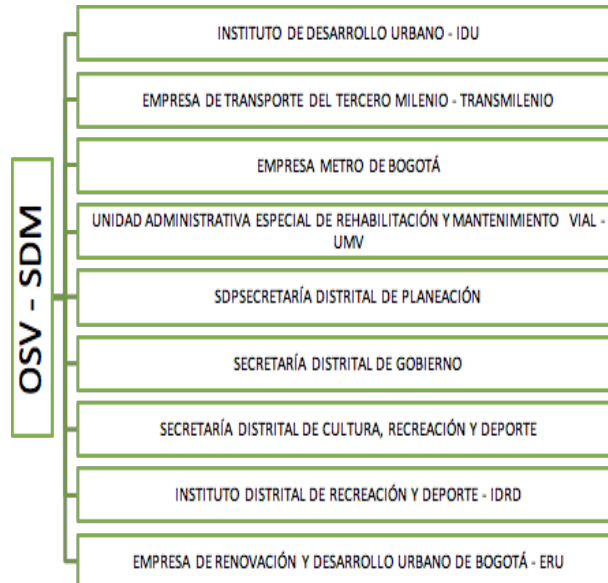 OSV - SDM
INSTITUTO DE DESARROLLO URBANO - IDU
EMPRESA DE TRANSPORTE DEL TERCERO MILENIO - TRANSMILENIO
EMPRESA METRO DE BOGOTÁ
UNIDAD ADMINISTRATIVA ESPECIAL DE REHABILITACIÓN Y MANTENIMIENTO VIAL -
UMV
SDPSECRETARÍA DISTRITAL DE PLANEACIÓN
SECRETARÍA DISTRITAL DE GOBIERNO
SECRETARÍA DISTRITAL DE CULTURA, RECREACIÓN Y DEPORTE
INSTITUTO DISTRITAL DE RECREACIÓN Y DEPORTE - IDRD
EMPRESA DE RENOVACIÓN Y DESARROLLO URBANO DE BOGOTÁ - ERU